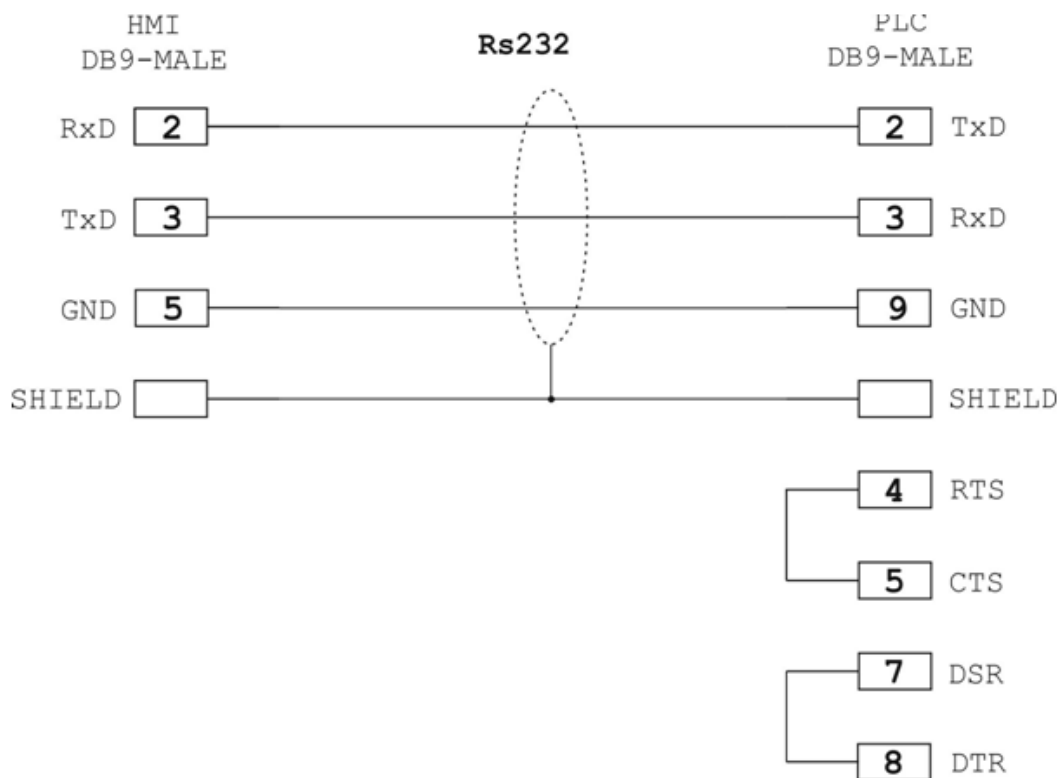 HMI
DB9-MALE
Rs232
PLC
DB9-MALE
RxD 2 2 TxD
TxD 3 3 RxD
GND 5 9 GND
SHIELD SHIELD
4 RTS
5 CTS
7 DSR
8 DTR